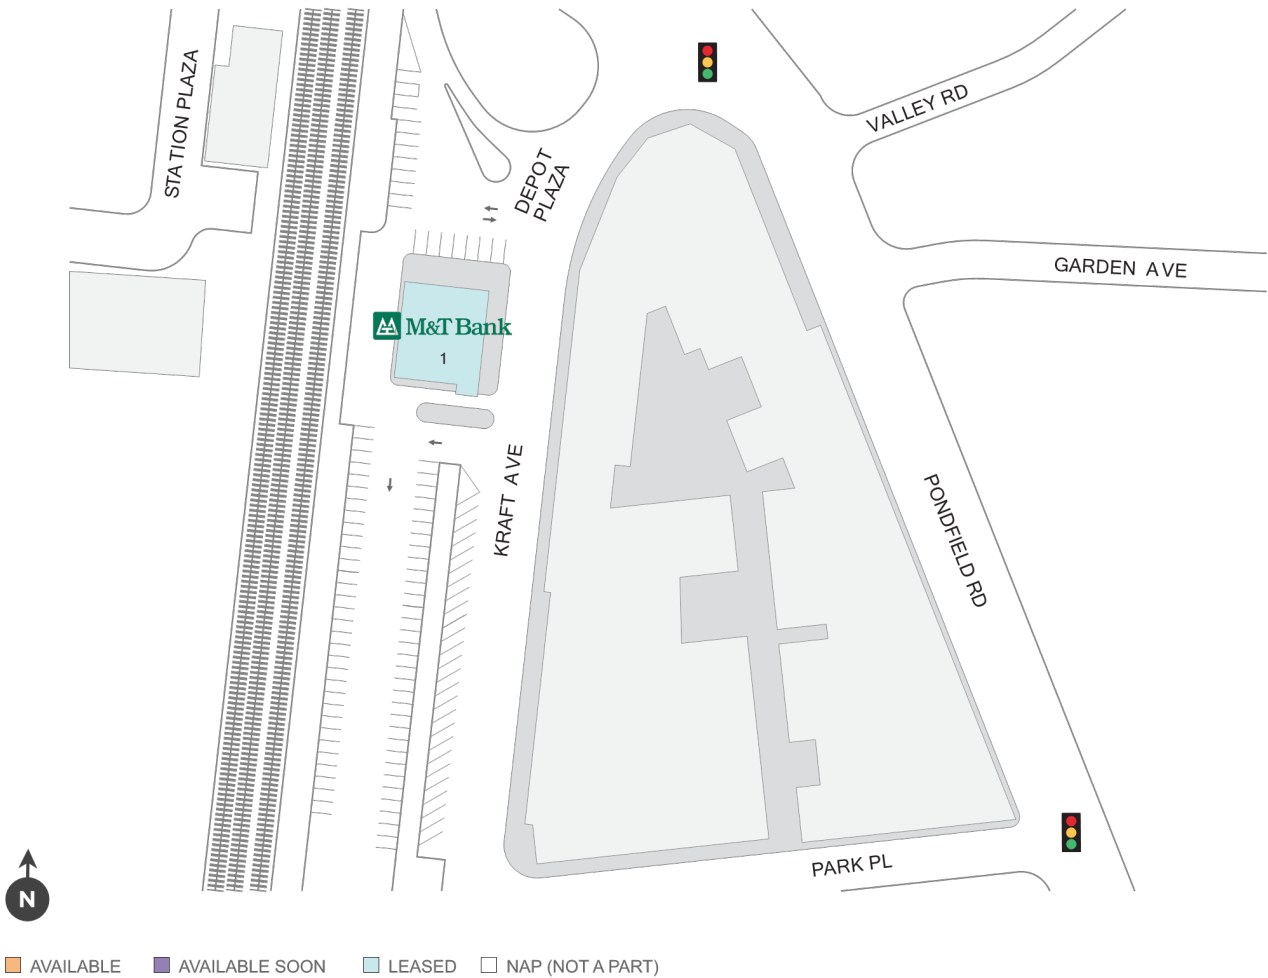 STATION PLAZA
VALLEY RD
DEPOT
PLAZA
GARDEN AVE
M&T Bank
1
KRAFT AVE
PONDFIELD RD
PARK PL
N
AVAILABLE
AVAILABLE SOON
LEASED
NAP (NOT A PART)